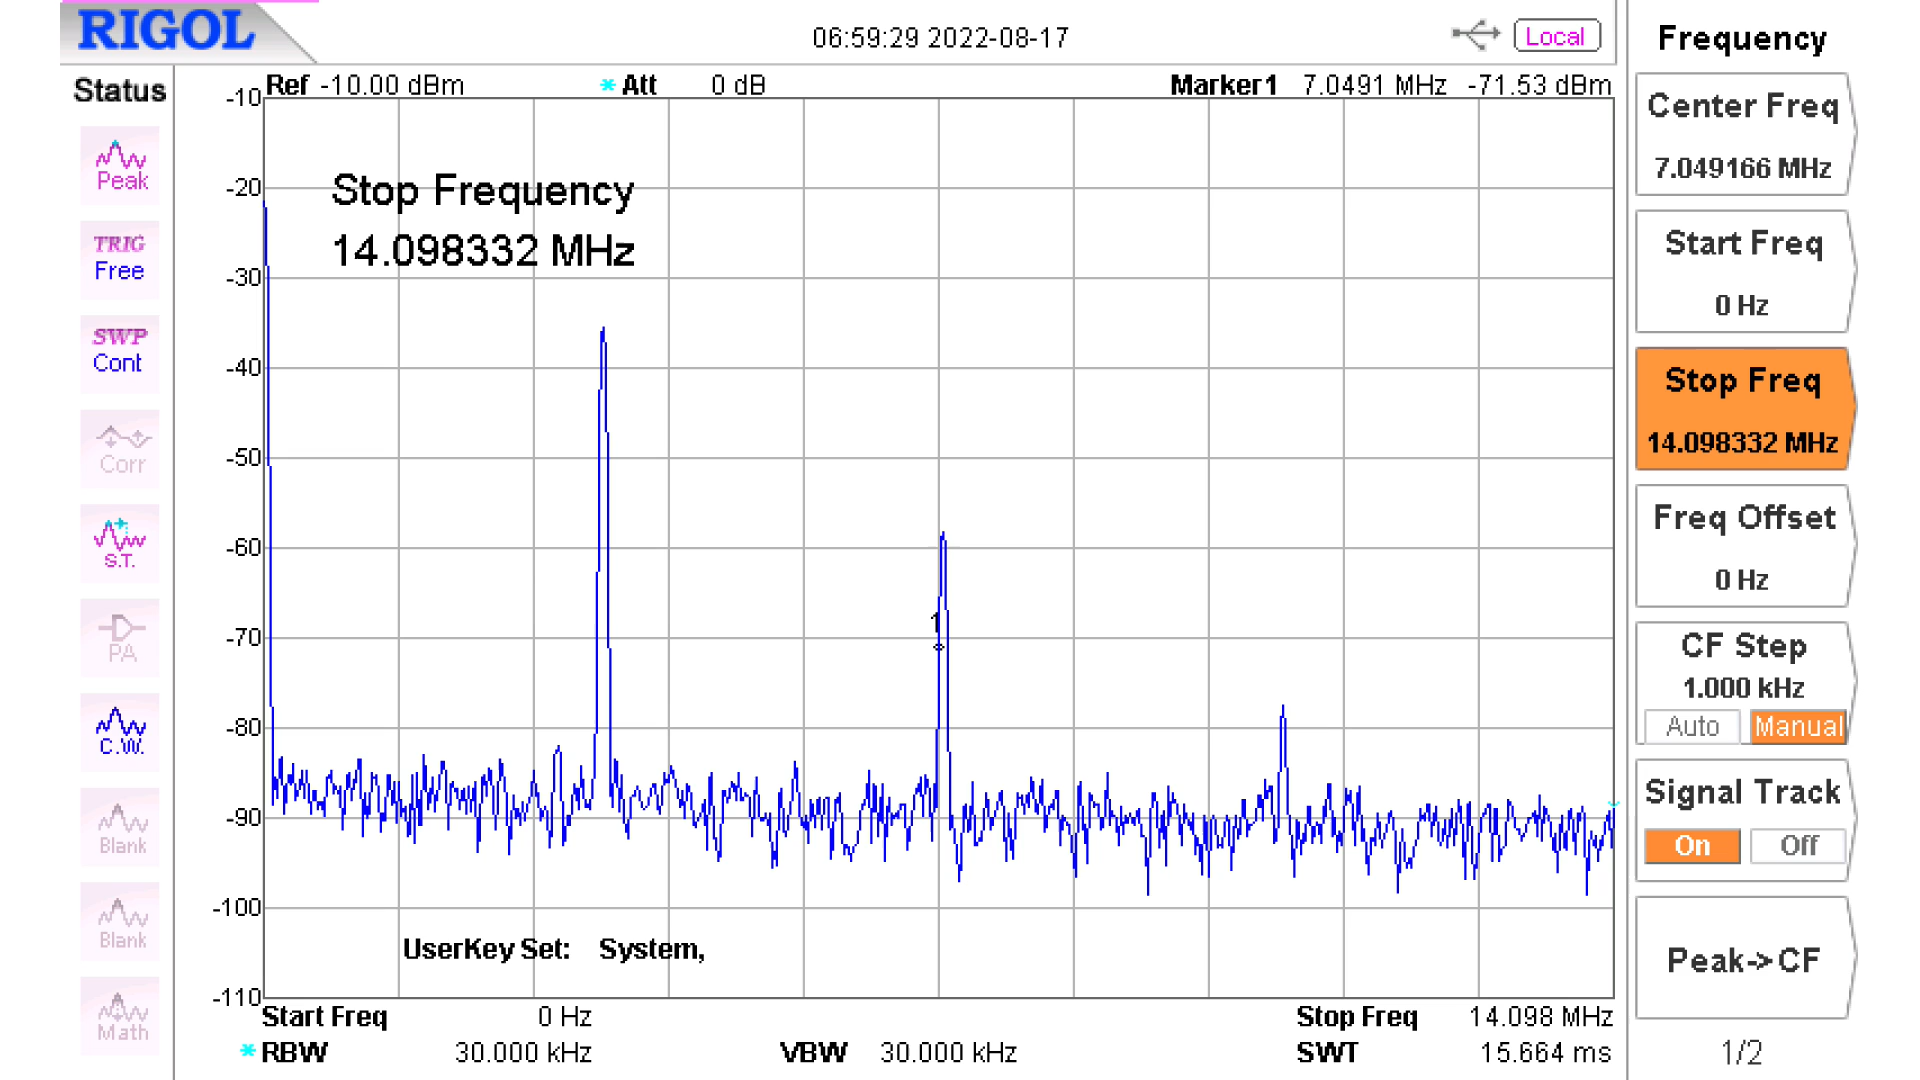 RIGOL
06:59:29 2022-08-17
Local
Status
Peak
TRIG
Free
SWP
Cont
Corr
S.T.
PA
C.W.
Blank
Blank
Math
Ref -10.00 dBm * Att 0 dB Marker1 7.0491 MHz -71.53 dBm
-10
-20
-30
-40
-50
-60
-70
-80
-90
-100
-110
Stop Frequency
14.098332 MHz
1
UserKey Set: System,
Start Freq 0 Hz Stop Freq 14.098 MHz
* RBW 30.000 kHz VBW 30.000 kHz SWT 15.664 ms
Frequency
Center Freq
7.049166 MHz
Start Freq
0 Hz
Stop Freq
14.098332 MHz
Freq Offset
0 Hz
CF Step
1.000 kHz
Auto Manual
Signal Track
On Off
Peak->CF
1/2